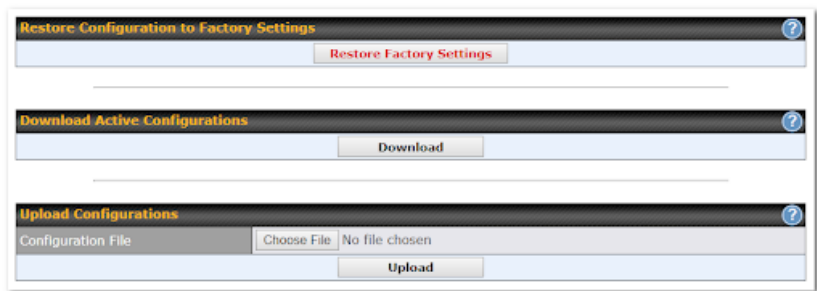 Restore Configuration to Factory Settings ?
Restore Factory Settings
Download Active Configurations ?
Download
Upload Configurations ?
Configuration File Choose File No file chosen
Upload